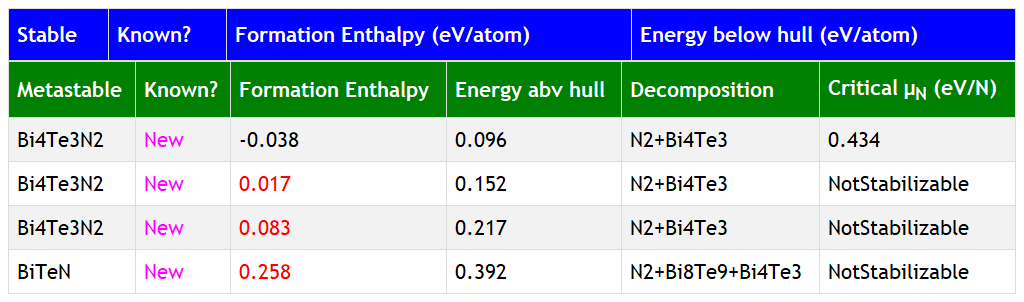 Stable Known? Formation Enthalpy (eV/atom) Energy below hull (eV/atom)
Metastable Known? Formation Enthalpy Energy abv hull Decomposition Critical μN (eV/N)
Bi4Te3N2 New -0.038 0.096 N2+Bi4Te3 0.434
Bi4Te3N2 New 0.017 0.152 N2+Bi4Te3 NotStabilizable
Bi4Te3N2 New 0.083 0.217 N2+Bi4Te3 NotStabilizable
BiTeN New 0.258 0.392 N2+Bi8Te9+Bi4Te3 NotStabilizable